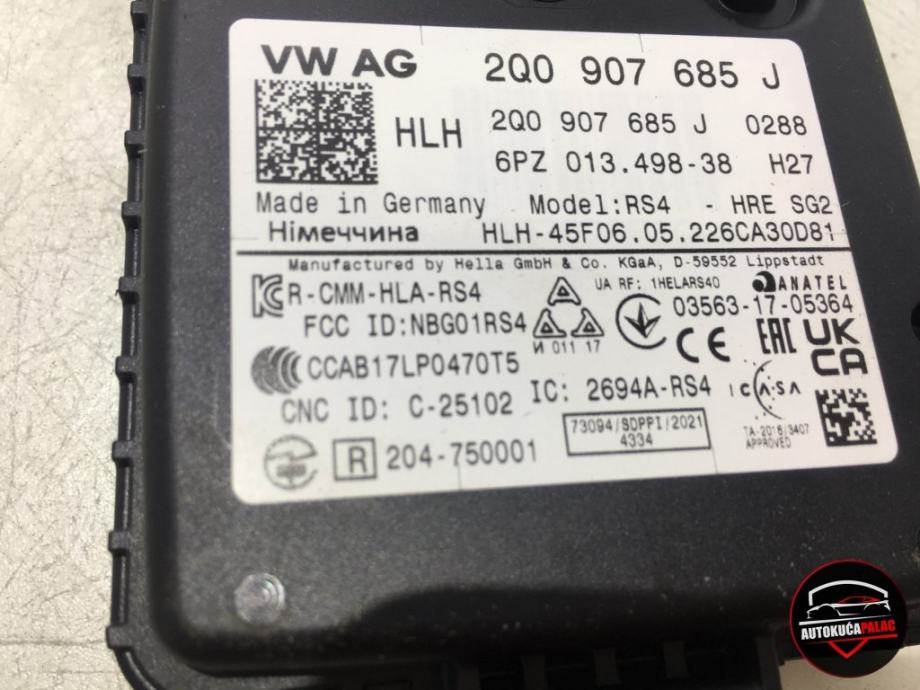 VW AG 2Q0 907 685 J
HLH 2Q0 907 685 J 0288
6PZ 013.498-38 H27
Made in Germany Model:RS4 - HRE SG2
Німеччина HLH-45F06.05.226CA30D81
Manufactured by Hella GmbH & Co. KGaA, D-59552 Lippstadt
R-CMM-HLA-RS4 UA RF: 1HELARS40 ANATEL
03563-17-05364
FCC ID:NBG01RS4 И 011 17 CE EAC UK CA
CCAB17LP0470T5
CNC ID: C-25102 IC: 2694A-RS4 ICASA
R 204-750001 73094/SDPPI/2021
4334
TA-2016/3407
APPROVED
AUTOKUĆA PALAC